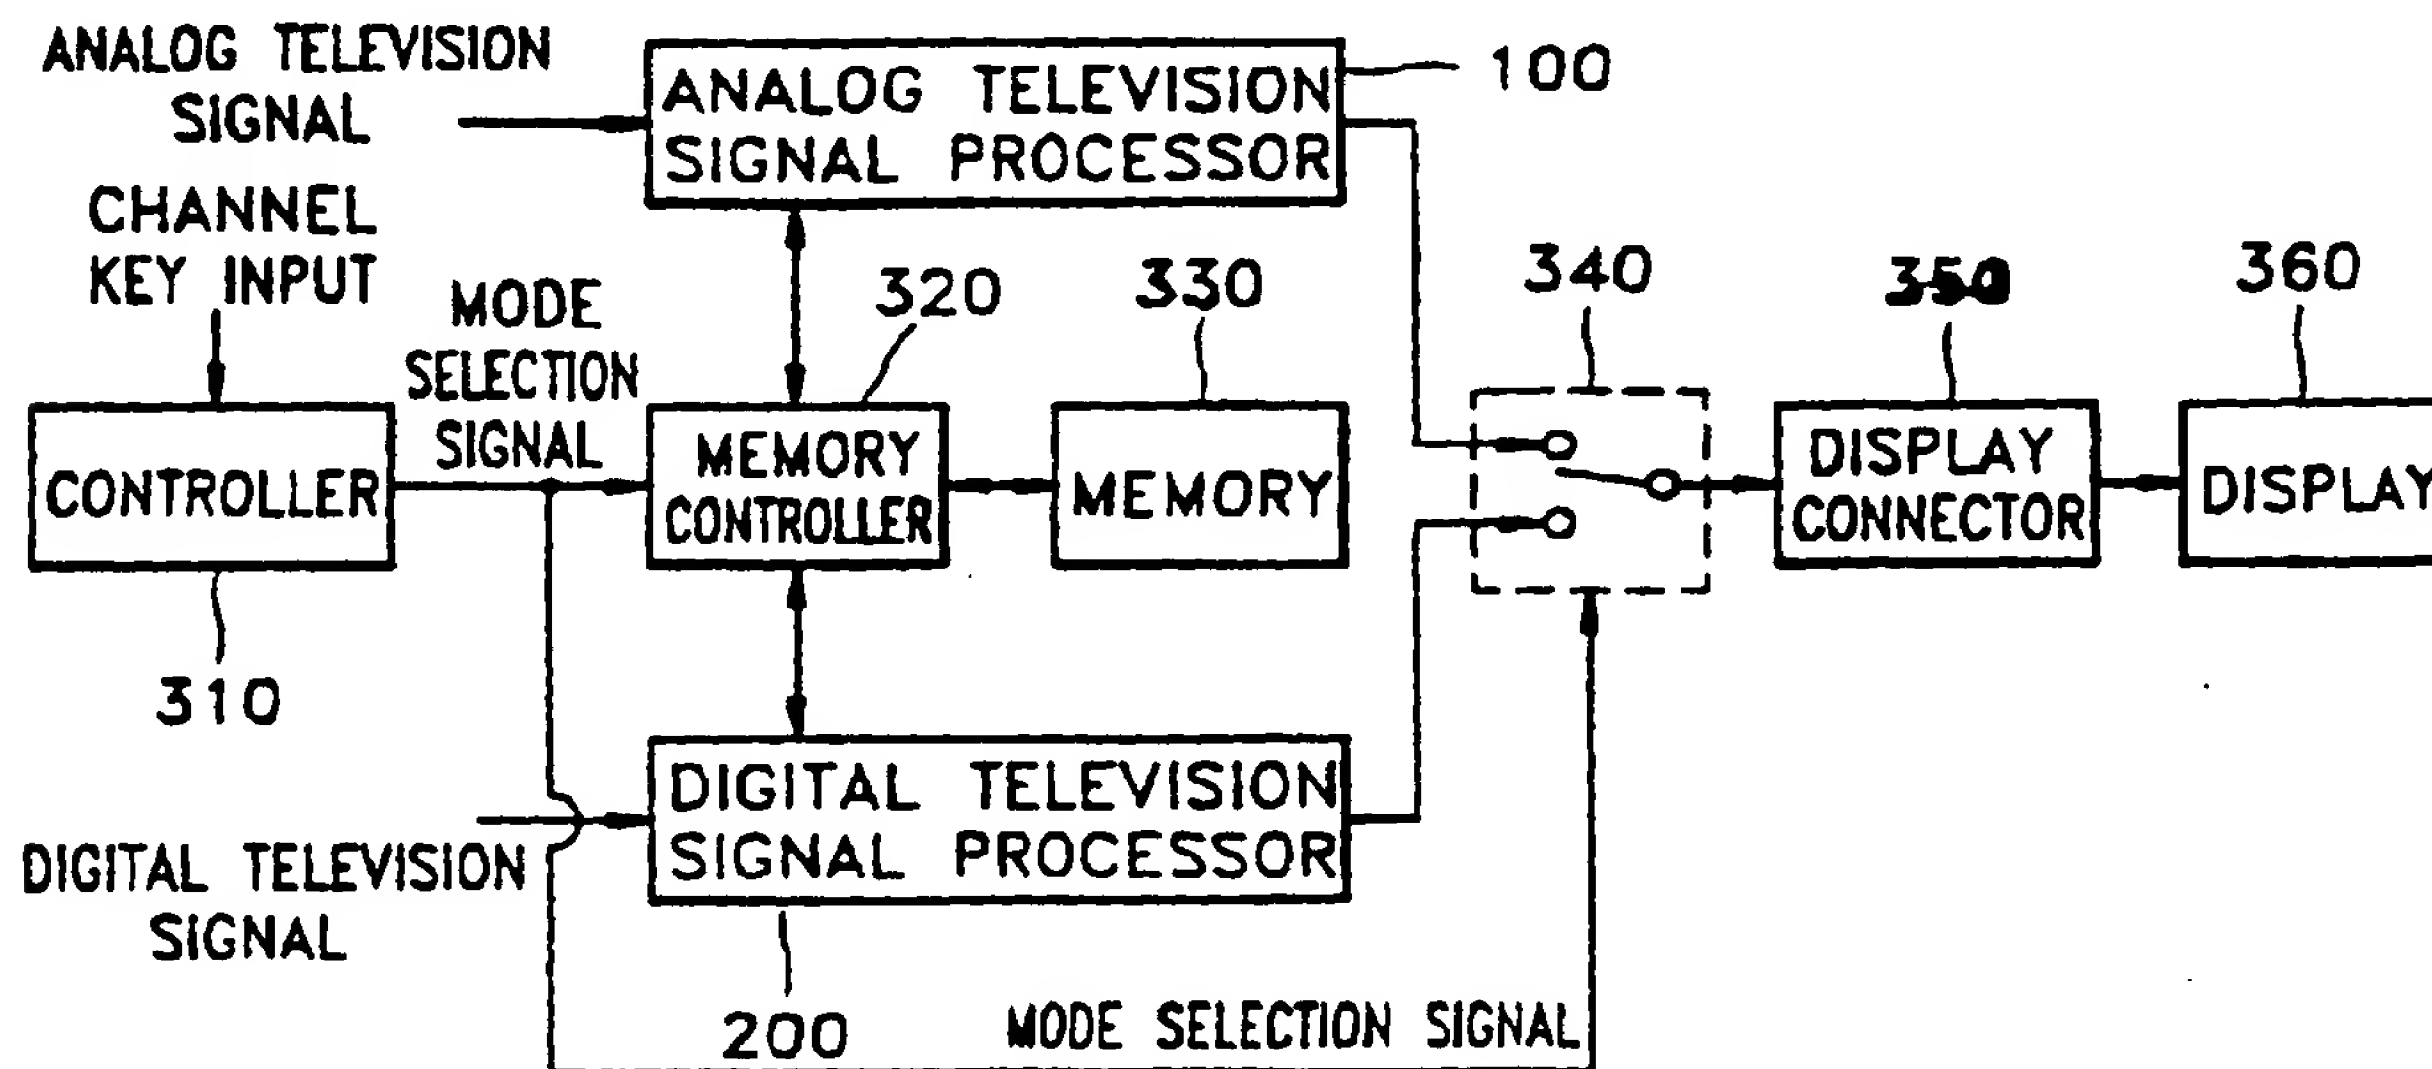 ANALOG TELEVISION
SIGNAL
ANALOG TELEVISION
SIGNAL PROCESSOR
100
CHANNEL
KEY INPUT
MODE
SELECTION
SIGNAL
320
330
340
350
360
CONTROLLER
MEMORY
CONTROLLER
MEMORY
DISPLAY
CONNECTOR
DISPLAY
310
DIGITAL TELEVISION
SIGNAL
DIGITAL TELEVISION
SIGNAL PROCESSOR
200
MODE SELECTION SIGNAL